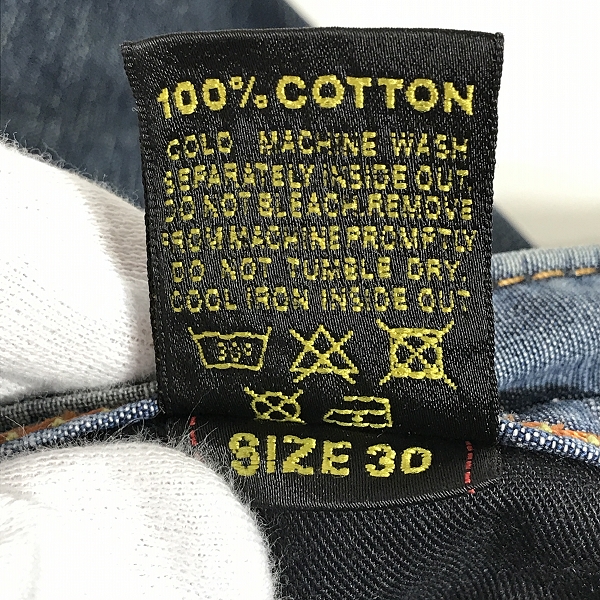 100% COTTON
COLD MACHINE WASH
SEPARATELY INSIDE OUT.
DO NOT BLEACH.REMOVE
FROM MACHINE PROMPTLY
DO NOT TUMBLE DRY.
COOL IRON INSIDE OUT
SIZE 30